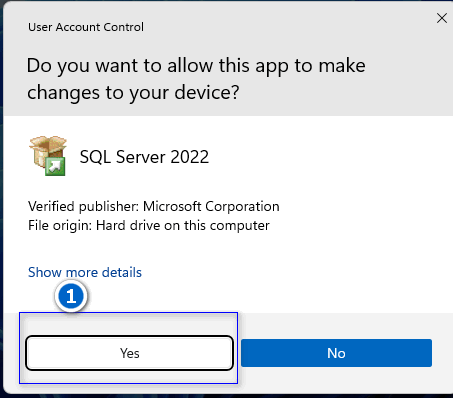 User Account Control
Do you want to allow this app to make
changes to your device?
SQL Server 2022
Verified publisher: Microsoft Corporation
File origin: Hard drive on this computer
Show more details
1
Yes
No